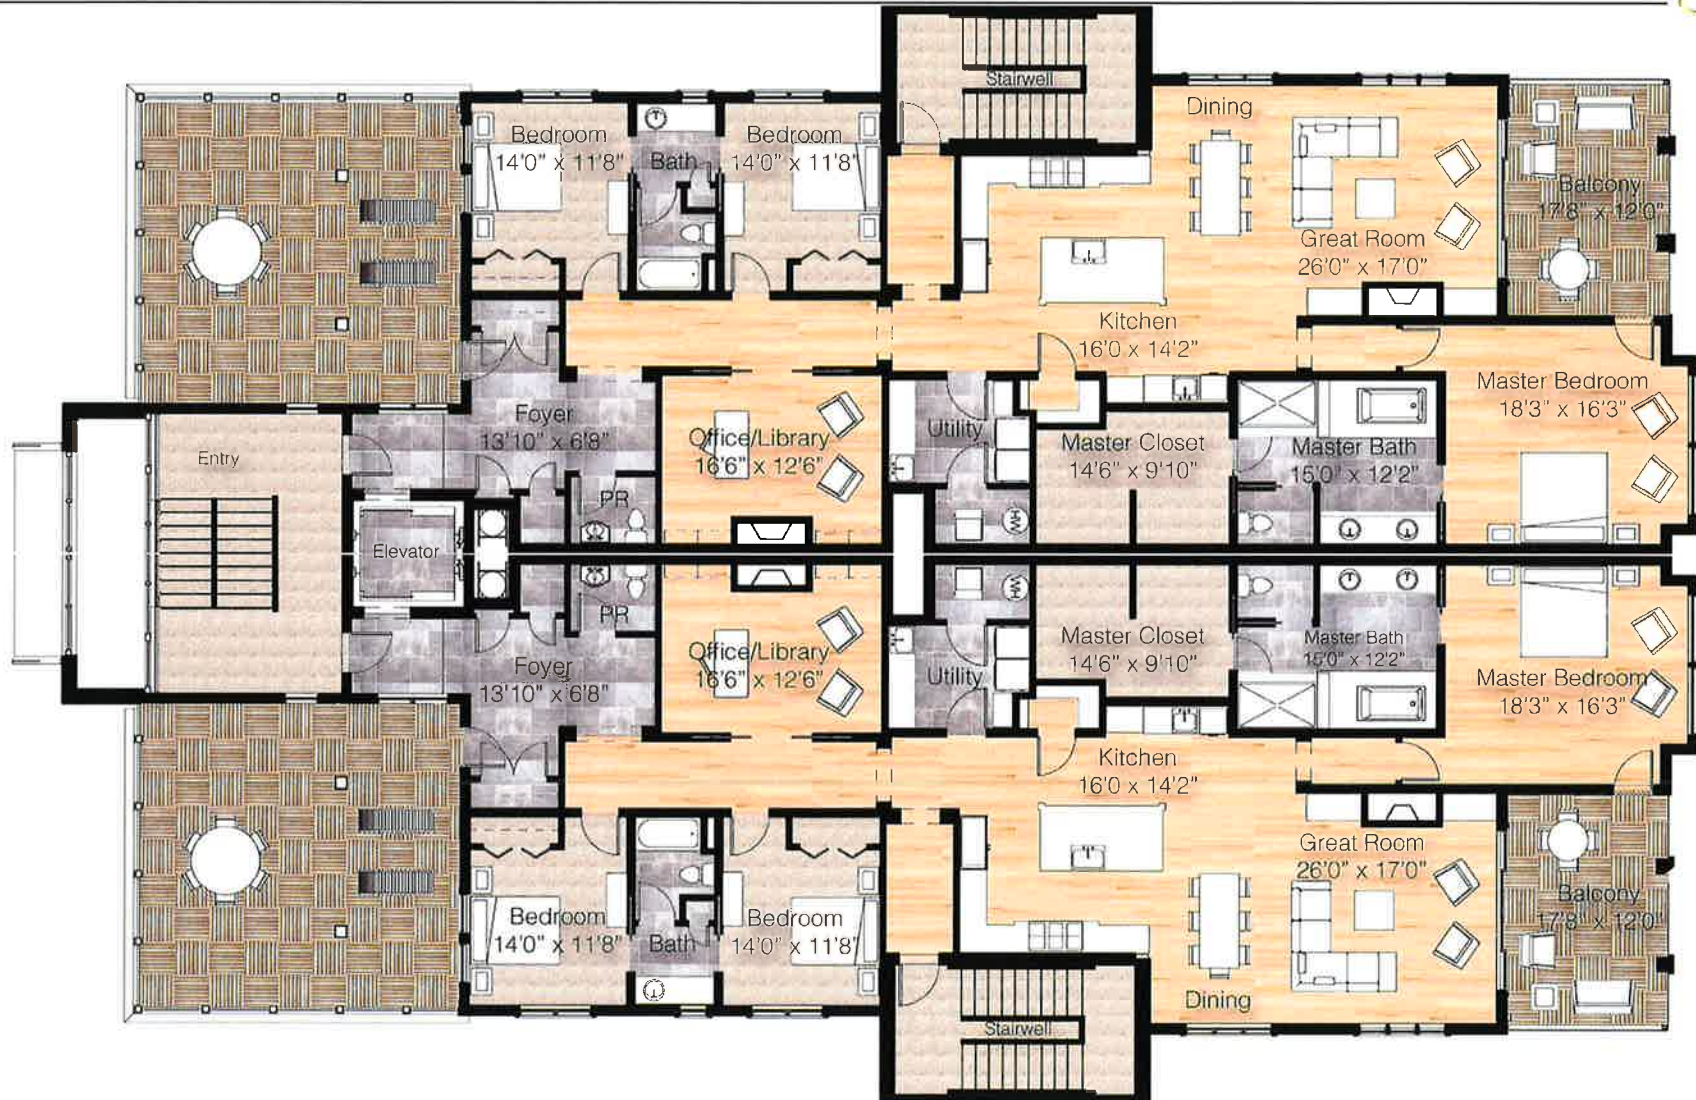 Stairwell
Dining
Bedroom
14'0" x 11'8"
Bath
Bedroom
14'0" x 11'8"
Balcony
17'8" x 12'0"
Great Room
26'0" x 17'0"
Kitchen
16'0 x 14'2"
Master Bedroom
18'3" x 16'3"
Foyer
13'10" x 6'8"
Office/Library
16'6" x 12'6"
Utility
Master Closet
14'6" x 9'10"
Master Bath
15'0" x 12'2"
Entry
PR
HW
Elevator
WH
PR
Foyer
13'10" x 6'8"
Office/Library
16'6" x 12'6"
Utility
Master Closet
14'6" x 9'10"
Master Bath
15'0" x 12'2"
Master Bedroom
18'3" x 16'3"
Kitchen
16'0 x 14'2"
Great Room
26'0" x 17'0"
Balcony
17'8" x 12'0"
Bedroom
14'0" x 11'8"
Bath
Bedroom
14'0" x 11'8"
Dining
Stairwell